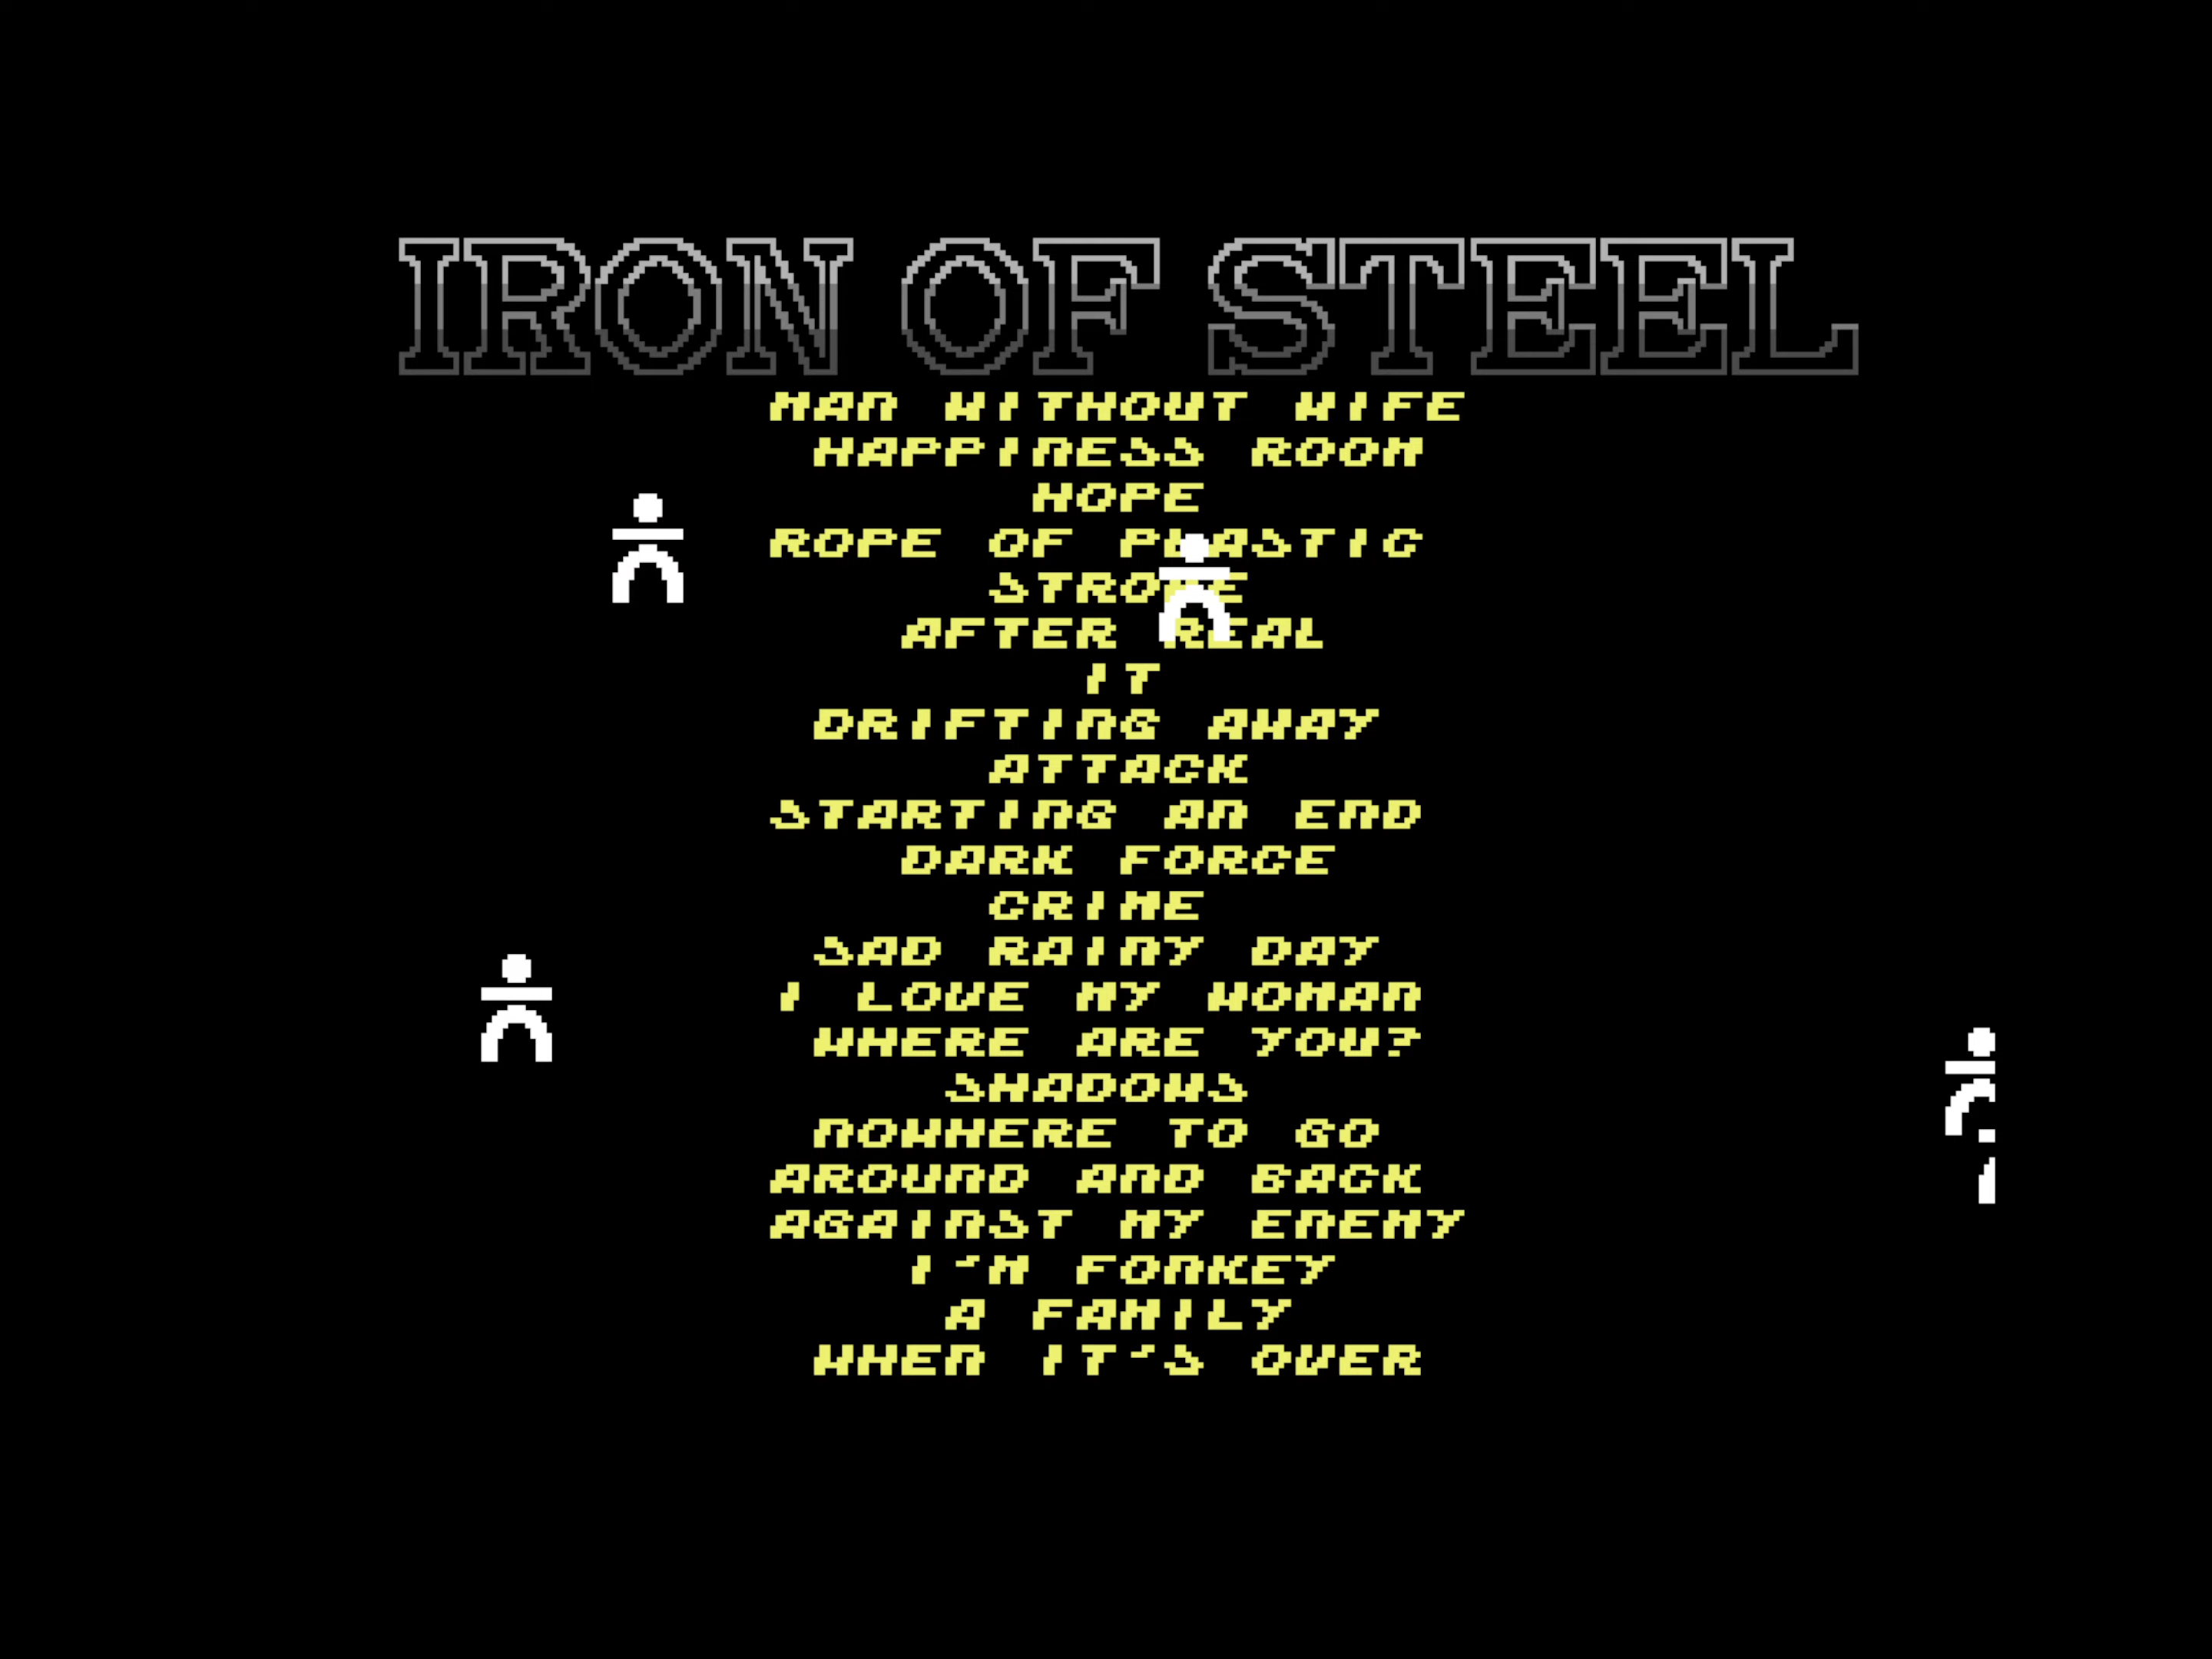 IRON OF STEEL
MAN WITHOUT WIFE
HAPPINESS ROOM
HOPE
ROPE OF PLASTIC
AFTER REAL
IT
DRIFTING AWAY
ATTACK
STARTING AN END
DARK FORCE
CRIME
SAD RAINY DAY
I LOVE MY WOMAN
WHERE ARE YOU?
SHADOWS
NOWHERE TO GO
AROUND AND BACK
AGAINST MY ENEMY
I'M FONKEY
A FAMILY
WHEN IT'S OVER